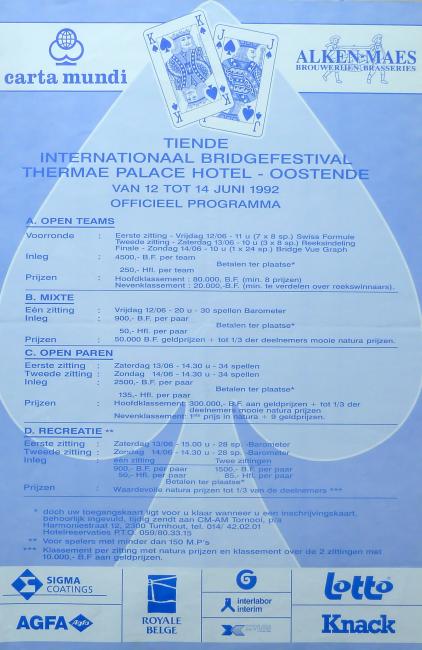 carta mundi
K
K
J
J
ALKEN-MAES
BROUWERIJEN BRASSERIES
TIENDE
INTERNATIONAAL BRIDGEFESTIVAL
THERMAE PALACE HOTEL - OOSTENDE
VAN 12 TOT 14 JUNI 1992
OFFICIEEL PROGRAMMA
A. OPEN TEAMS
Voorronde : Eerste zitting - Vrijdag 12/06 - 11 u (7 x 8 sp.) Swiss Formule
Tweede zitting - Zaterdag 13/06 - 10 u (3 x 8 sp.) Reeksindeling
Finale - Zondag 14/06 - 10 u (1 x 24 sp.) Bridge Vue Graph
Inleg : 4500,- B.F. per team
Betalen ter plaatse*
250,- Hfl. per team
Prijzen : Hoofdklassement : 80.000, B.F. (min. 8 prijzen)
Nevenklassement : 20.000,-B.F. (min. te verdelen over reekswinnaars).
B. MIXTE
Eén zitting : Vrijdag 12/06 - 20 u - 30 spellen Barometer
Inleg : 900,- B.F. per paar
Betalen ter plaatse*
50,- Hfl. per paar
Prijzen : 50.000 B.F. geldprijzen + tot 1/3 der deelnemers mooie natura prijzen.
C. OPEN PAREN
Eerste zitting : Zaterdag 13/06 - 14.30 u - 34 spellen
Tweede zitting : Zondag 14/06 - 14.30 u - 34 spellen
Inleg : 2500,- B.F. per paar
Betalen ter plaatse*
135,- Hfl. per paar
Prijzen : Hoofdklassement: 300.000,- B.F. aan geldprijzen + tot 1/3 der
deelnemers mooie natura prijzen
Nevenklassement: 1ste prijs in natura + 9 geldprijzen.
D. RECREATIE **
Eerste zitting : Zaterdag 13/06 - 15.00 u - 28 sp. -Barometer
Tweede zitting : Zondag 14/06 - 14.30 u - 28 sp. -Barometer
Inleg : één zitting Twee zittingen
900,- B.F. per paar 1500,- B.F. per paar
50,- Hfl. per paar 85,- Hfl. per paar
Betalen ter plaatse*
Prijzen : Waardevolle natura prijzen tot 1/3 van de deelnemers ***
* doch uw toegangskaart ligt voor u klaar wanneer u een inschrijvingskaart,
behoorlijk ingevuld, tijdig zendt aan CM-AM Tornooi, p/a
Harmoniestraat 12, 2300 Turnhout, tel. 014/ 42.02.01
Hotelreservaties P.T.O. 059/80.33.15
** Voor spelers met minder dan 150 M.P's
*** Klassement per zitting met natura prijzen en klassement over de 2 zittingen met
10.000,- B.F aan geldprijzen.
SIGMA
COATINGS
AGFA
Agfa
ROYALE
BELGE
G
interlabor
interim
Lotto
Knack